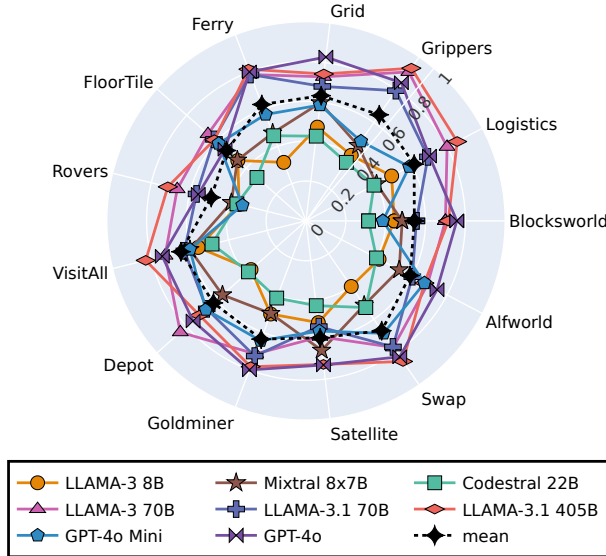 Grid
Ferry
Grippers
FloorTile
Logistics
Rovers
Blocksworld
VisitAll
Alfworld
Depot
Swap
Goldminer
Satellite
0
0.2
0.4
0.6
0.8
1
LLAMA-3 8B Mixtral 8x7B Codestral 22B
LLAMA-3 70B LLAMA-3.1 70B LLAMA-3.1 405B
GPT-4o Mini GPT-4o mean